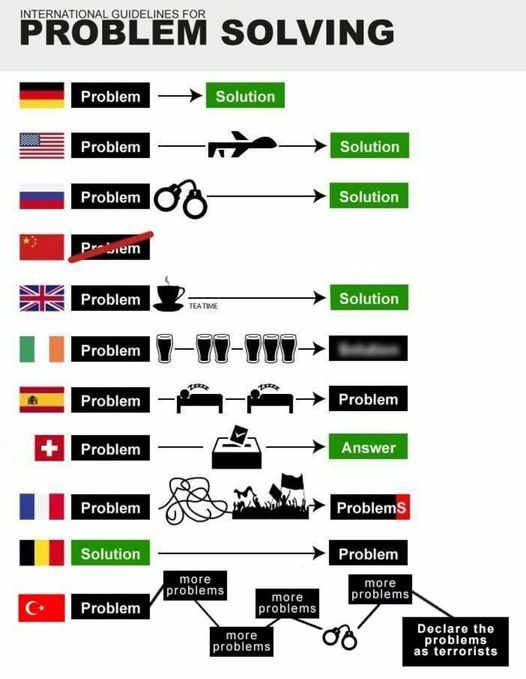 INTERNATIONAL GUIDELINES FOR
PROBLEM SOLVING
Problem Solution
Problem Solution
Problem Solution
Problem
Problem TEA TIME Solution
Problem
Problem zzzz zzzz Problem
Problem Answer
Problem ProblemS
Solution Problem
more
problems
more
problems
more
problems
Problem
more
problems
Declare the
problems
as terrorists